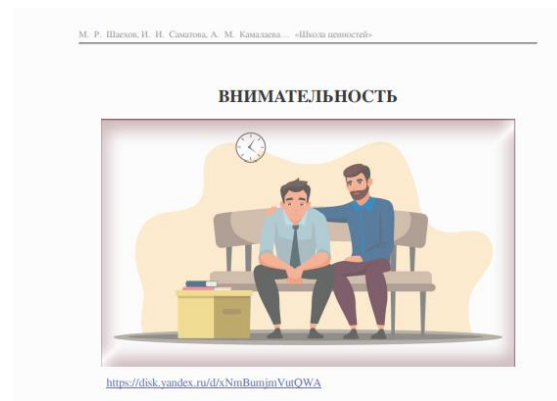 М. Р. Шаехов, И. И. Саматова, А. М. Камалаева… «Школа ценностей»
ВНИМАТЕЛЬНОСТЬ
https://disk.yandex.ru/d/xNmBumjmVutQWA